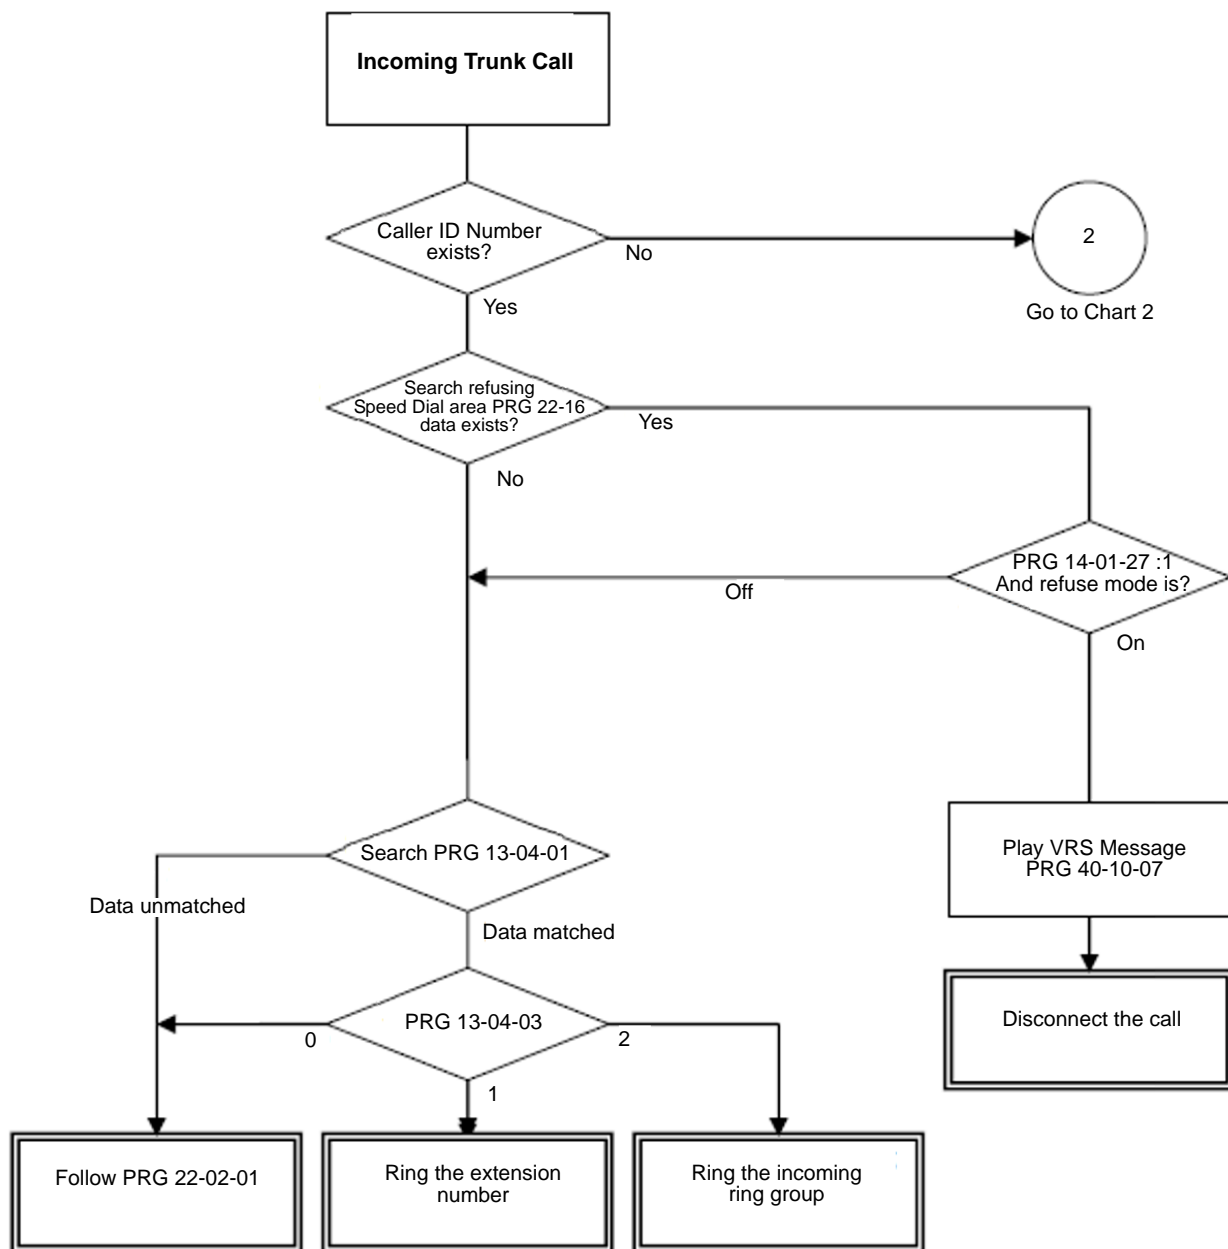 Incoming Trunk Call
Caller ID Number
exists?
No
2
Go to Chart 2
Yes
Search refusing
Speed Dial area PRG 22-16
data exists?
Yes
No
PRG 14-01-27 :1
And refuse mode is?
Off
On
Search PRG 13-04-01
Play VRS Message
PRG 40-10-07
Data unmatched
Data matched
PRG 13-04-03
0
2
1
Disconnect the call
Follow PRG 22-02-01
Ring the extension
number
Ring the incoming
ring group